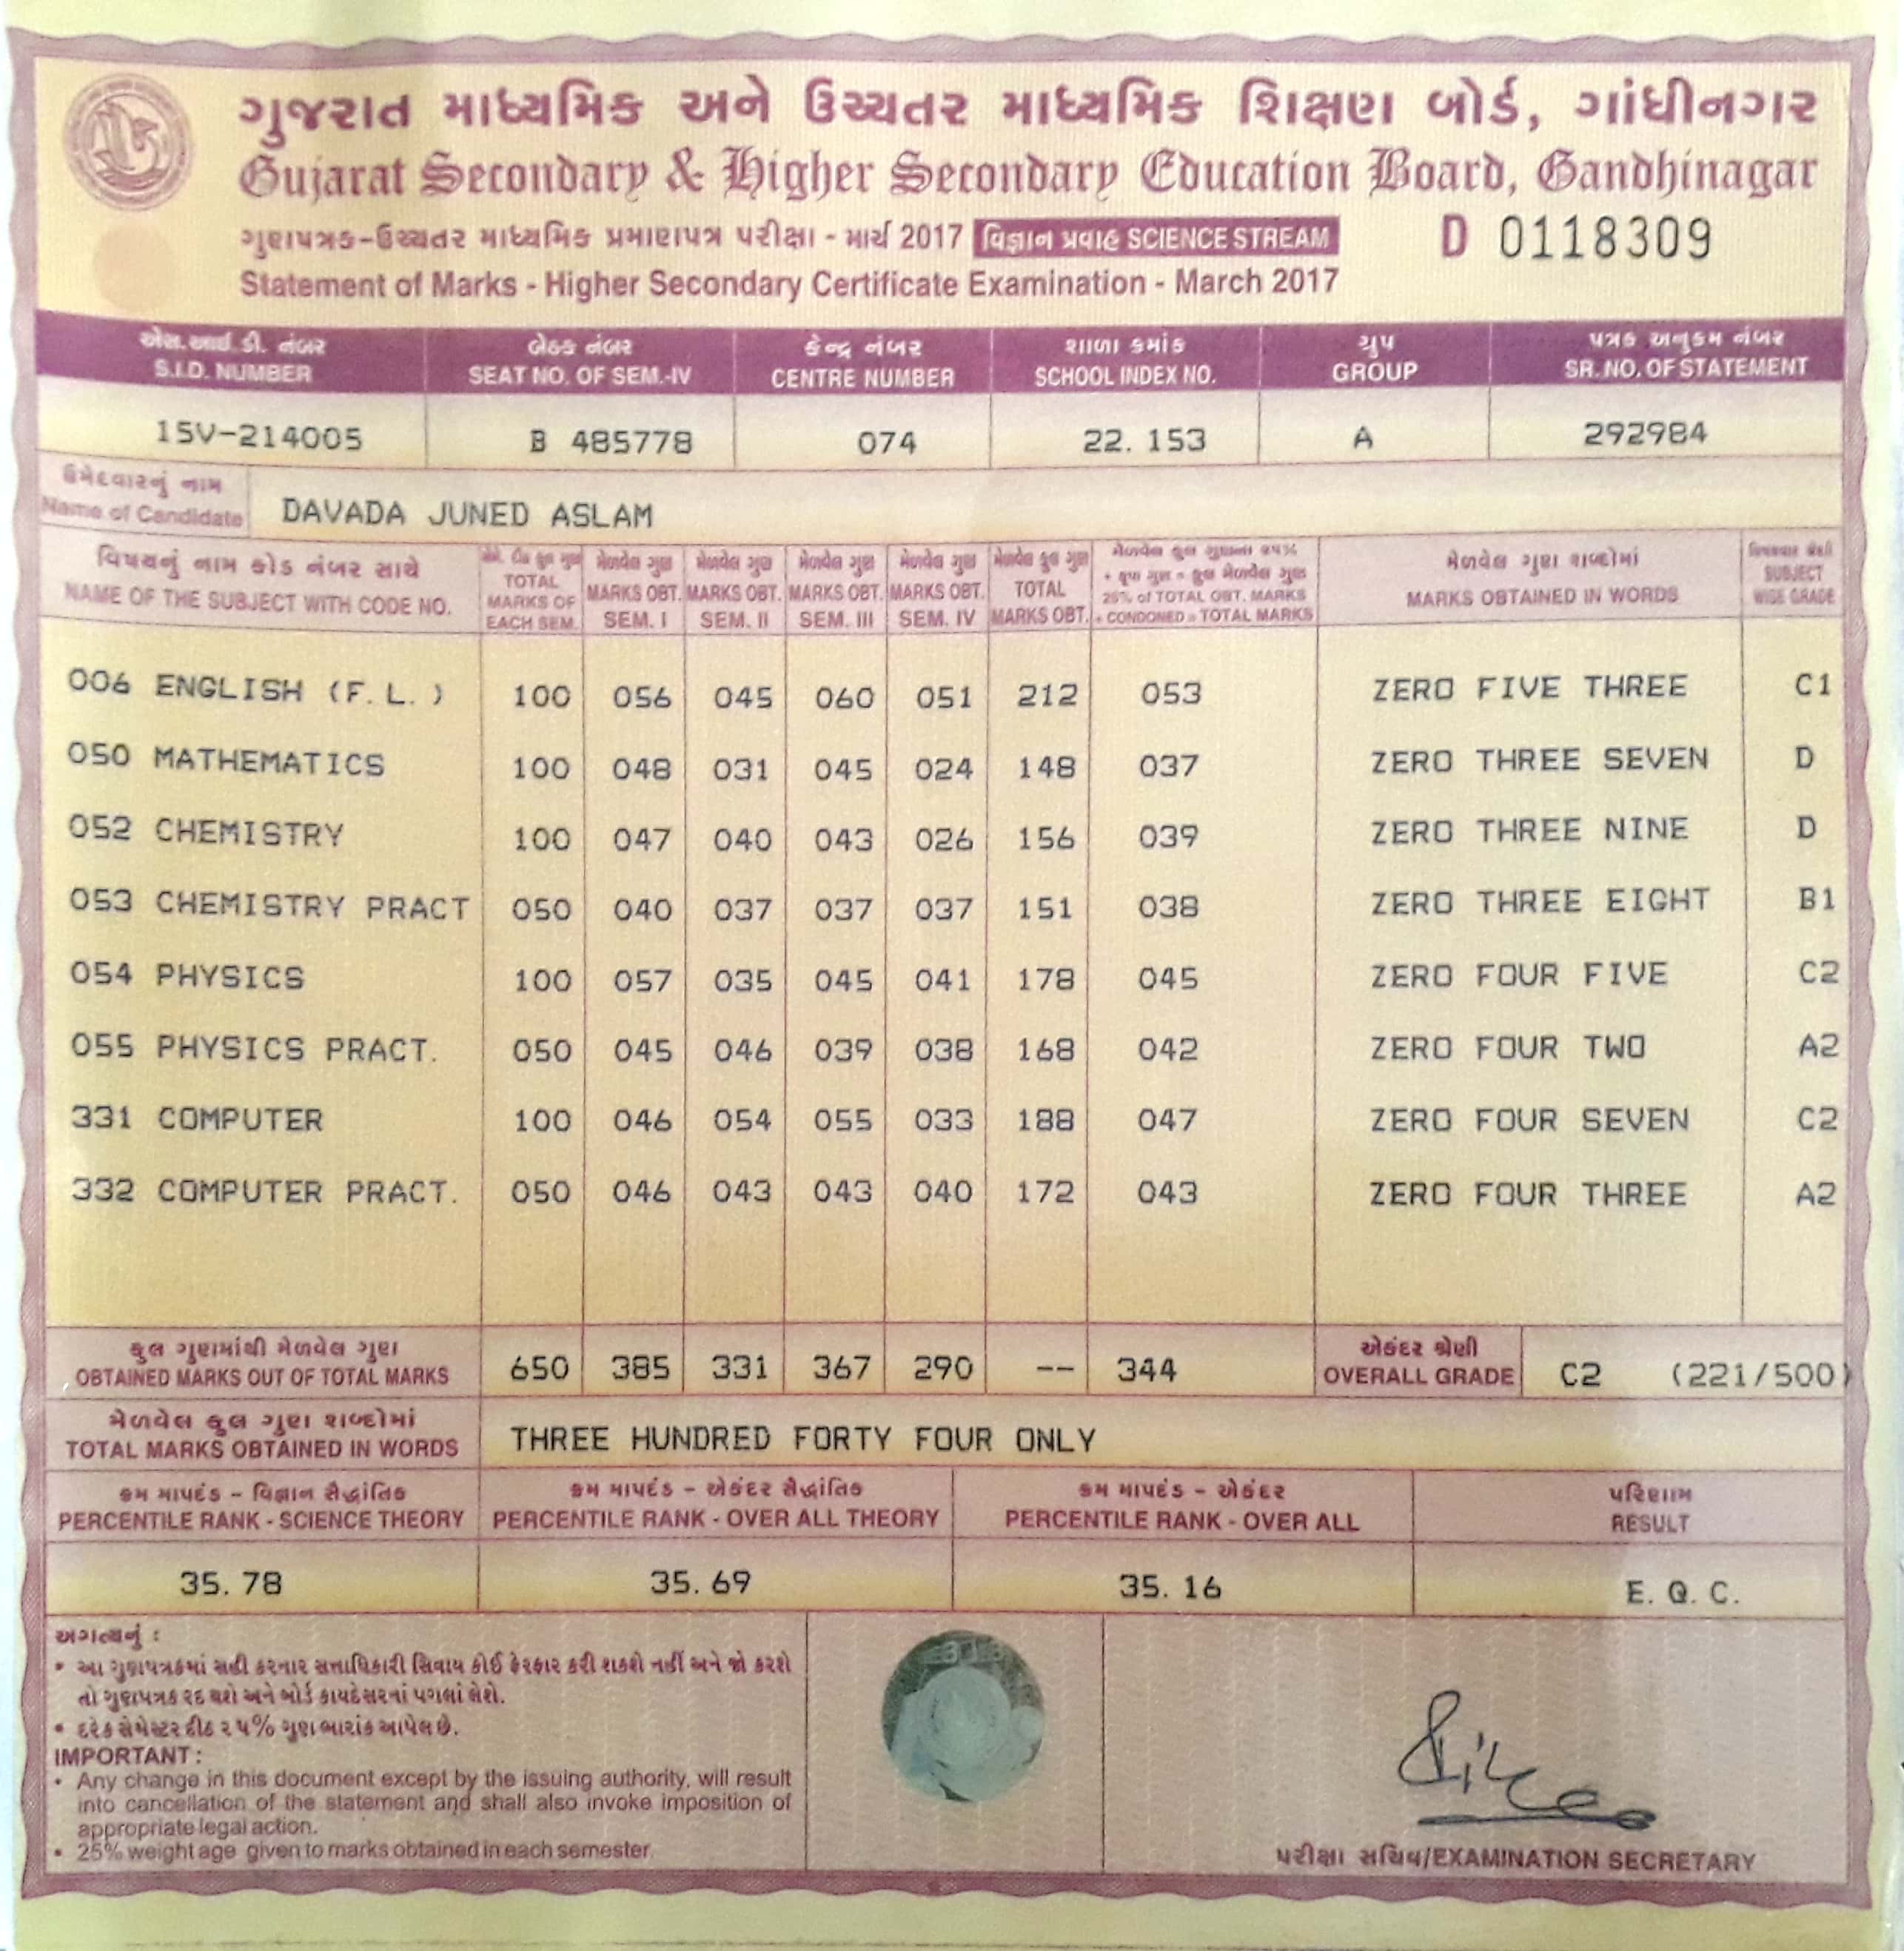 ગુજરાત માધ્યમિક અને ઉચ્ચતર માધ્યમિક શિક્ષણ બોર્ડ, ગાંધીનગર
Gujarat Secondary & Higher Secondary Education Board, Gandhinagar
ગુણપત્રક-ઉચ્ચતર માધ્યમિક પ્રમાણપત્ર પરીક્ષા - માર્ચ 2017 વિજ્ઞાન પ્રવાહ SCIENCE STREAM D 0118309
Statement of Marks - Higher Secondary Certificate Examination - March 2017
એસ.આઈ.ડી. નંબર બેઠક નંબર કેન્દ્ર નંબર શાળા ક્રમાંક ગ્રુપ પત્રક અનુક્રમ નંબર
S.I.D. NUMBER SEAT NO. OF SEM.-IV CENTRE NUMBER SCHOOL INDEX NO. GROUP SR. NO. OF STATEMENT
15V-214005 B 485778 074 22. 153 A 292984
ઉમેદવારનું નામ
Name of Candidate DAVADA JUNED ASLAM
વિષયનું નામ કોડ નંબર સાથે કુલ ગુણ મેળવેલ ગુણ મેળવેલ ગુણ મેળવેલ ગુણ મેળવેલ ગુણ મેળવેલ કુલ ગુણ મેળવેલ કુલ ગુણના ૨૫% મેળવેલ ગુણ શબ્દોમાં વિષયવાર શ્રેણી
+ કૃપા ગુણ = કુલ મેળવેલ ગુણ
NAME OF THE SUBJECT WITH CODE NO. TOTAL MARKS OF EACH SEM. MARKS OBT. SEM. I MARKS OBT. SEM. II MARKS OBT. SEM. III MARKS OBT. SEM. IV TOTAL MARKS OBT. 25% of TOTAL OBT. MARKS + CONDONED = TOTAL MARKS MARKS OBTAINED IN WORDS SUBJECT WISE GRADE
006 ENGLISH (F. L. ) 100 056 045 060 051 212 053 ZERO FIVE THREE C1
050 MATHEMATICS 100 048 031 045 024 148 037 ZERO THREE SEVEN D
052 CHEMISTRY 100 047 040 043 026 156 039 ZERO THREE NINE D
053 CHEMISTRY PRACT 050 040 037 037 037 151 038 ZERO THREE EIGHT B1
054 PHYSICS 100 057 035 045 041 178 045 ZERO FOUR FIVE C2
055 PHYSICS PRACT. 050 045 046 039 038 168 042 ZERO FOUR TWO A2
331 COMPUTER 100 046 054 055 033 188 047 ZERO FOUR SEVEN C2
332 COMPUTER PRACT. 050 046 043 043 040 172 043 ZERO FOUR THREE A2
કુલ ગુણમાંથી મેળવેલ ગુણ એકંદર શ્રેણી
OBTAINED MARKS OUT OF TOTAL MARKS 650 385 331 367 290 -- 344 OVERALL GRADE C2 (221/500)
મેળવેલ કુલ ગુણ શબ્દોમાં
TOTAL MARKS OBTAINED IN WORDS THREE HUNDRED FORTY FOUR ONLY
ક્રમ માપદંડ - વિજ્ઞાન સૈદ્ધાંતિક ક્રમ માપદંડ - એકંદર સૈદ્ધાંતિક ક્રમ માપદંડ - એકંદર પરિણામ
PERCENTILE RANK - SCIENCE THEORY PERCENTILE RANK - OVER ALL THEORY PERCENTILE RANK - OVER ALL RESULT
35. 78 35. 69 35. 16 E. Q. C.
અગત્યનું :
• આ ગુણપત્રકમાં સહી કરનાર સત્તાધિકારી સિવાય કોઈ ફેરફાર કરી શકશે નહીં અને જો કરશે
તો ગુણપત્રક રદ થશે અને બોર્ડ કાયદેસરનાં પગલાં લેશે.
• દરેક સેમેસ્ટર દીઠ ૨૫% ગુણભારાંક આપેલ છે.
IMPORTANT :
• Any change in this document except by the issuing authority, will result
into cancellation of the statement and shall also invoke imposition of
appropriate legal action.
• 25% weight age given to marks obtained in each semester.
પરીક્ષા સચિવ/EXAMINATION SECRETARY